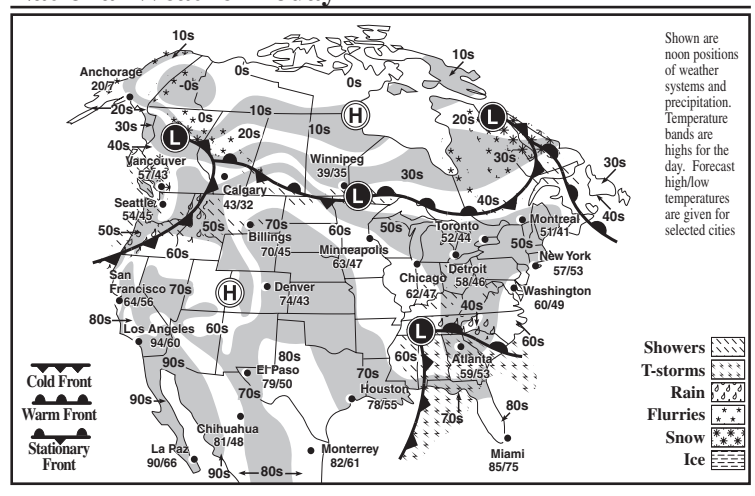 10s
10s
Anchorage
20/7
0s
-0s
0s
20s
30s
40s
0s
10s
20s
10s
H
L
20s
L
30s
Vancouver
57/43
Winnipeg
39/35
30s
30s
Calgary
43/32
L
40s
40s
Seattle
54/45
50s
50s
70s
60s
50s
Toronto
52/44
Montreal
51/41
Billings
70/45
Minneapolis
63/47
50s
60s
New York
57/53
San
Francisco
64/56
70s
H
Denver
74/43
Chicago
62/47
Detroit
58/46
Washington
60/49
40s
80s
Los Angeles
94/60
60s
L
60s
60s
90s
80s
Atlanta
59/53
El Paso
79/50
70s
Houston
78/55
70s
90s
70s
80s
Chihuahua
81/48
La Paz
90/66
90s
80s
Monterrey
82/61
Miami
85/75
Shown are
noon positions
of weather
systems and
precipitation.
Temperature
bands are
highs for the
day. Forecast
high/low
temperatures
are given for
selected cities
Cold Front
Warm Front
Stationary
Front
Showers
T-storms
Rain
Flurries
Snow
Ice